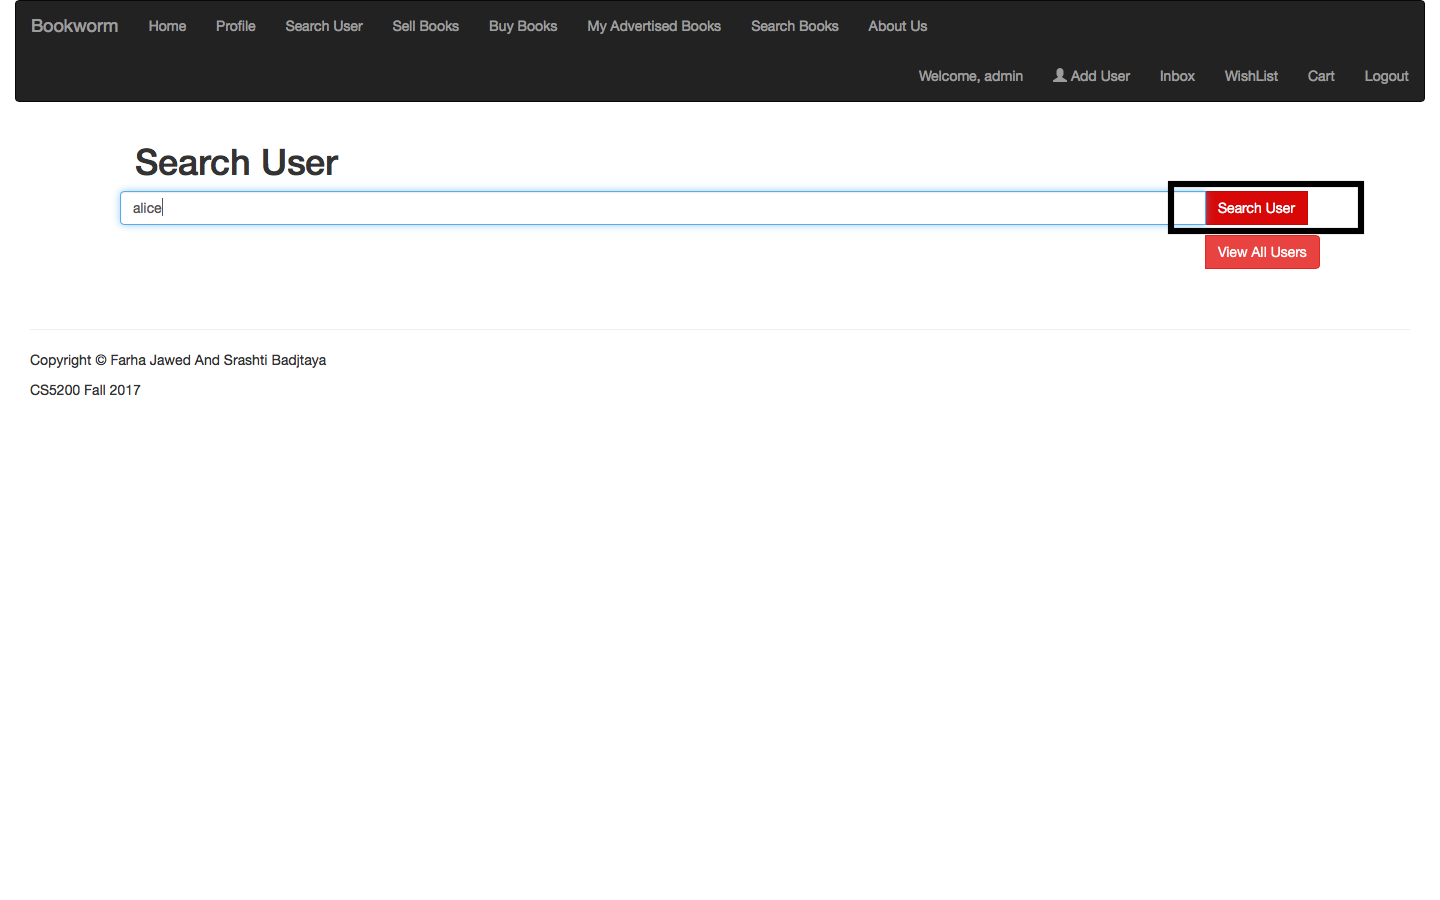 Bookworm Home Profile Search User Sell Books Buy Books My Advertised Books Search Books About Us
Welcome, admin Add User Inbox WishList Cart Logout
Search User
alice Search User
View All Users
Copyright © Farha Jawed And Srashti Badjtaya
CS5200 Fall 2017